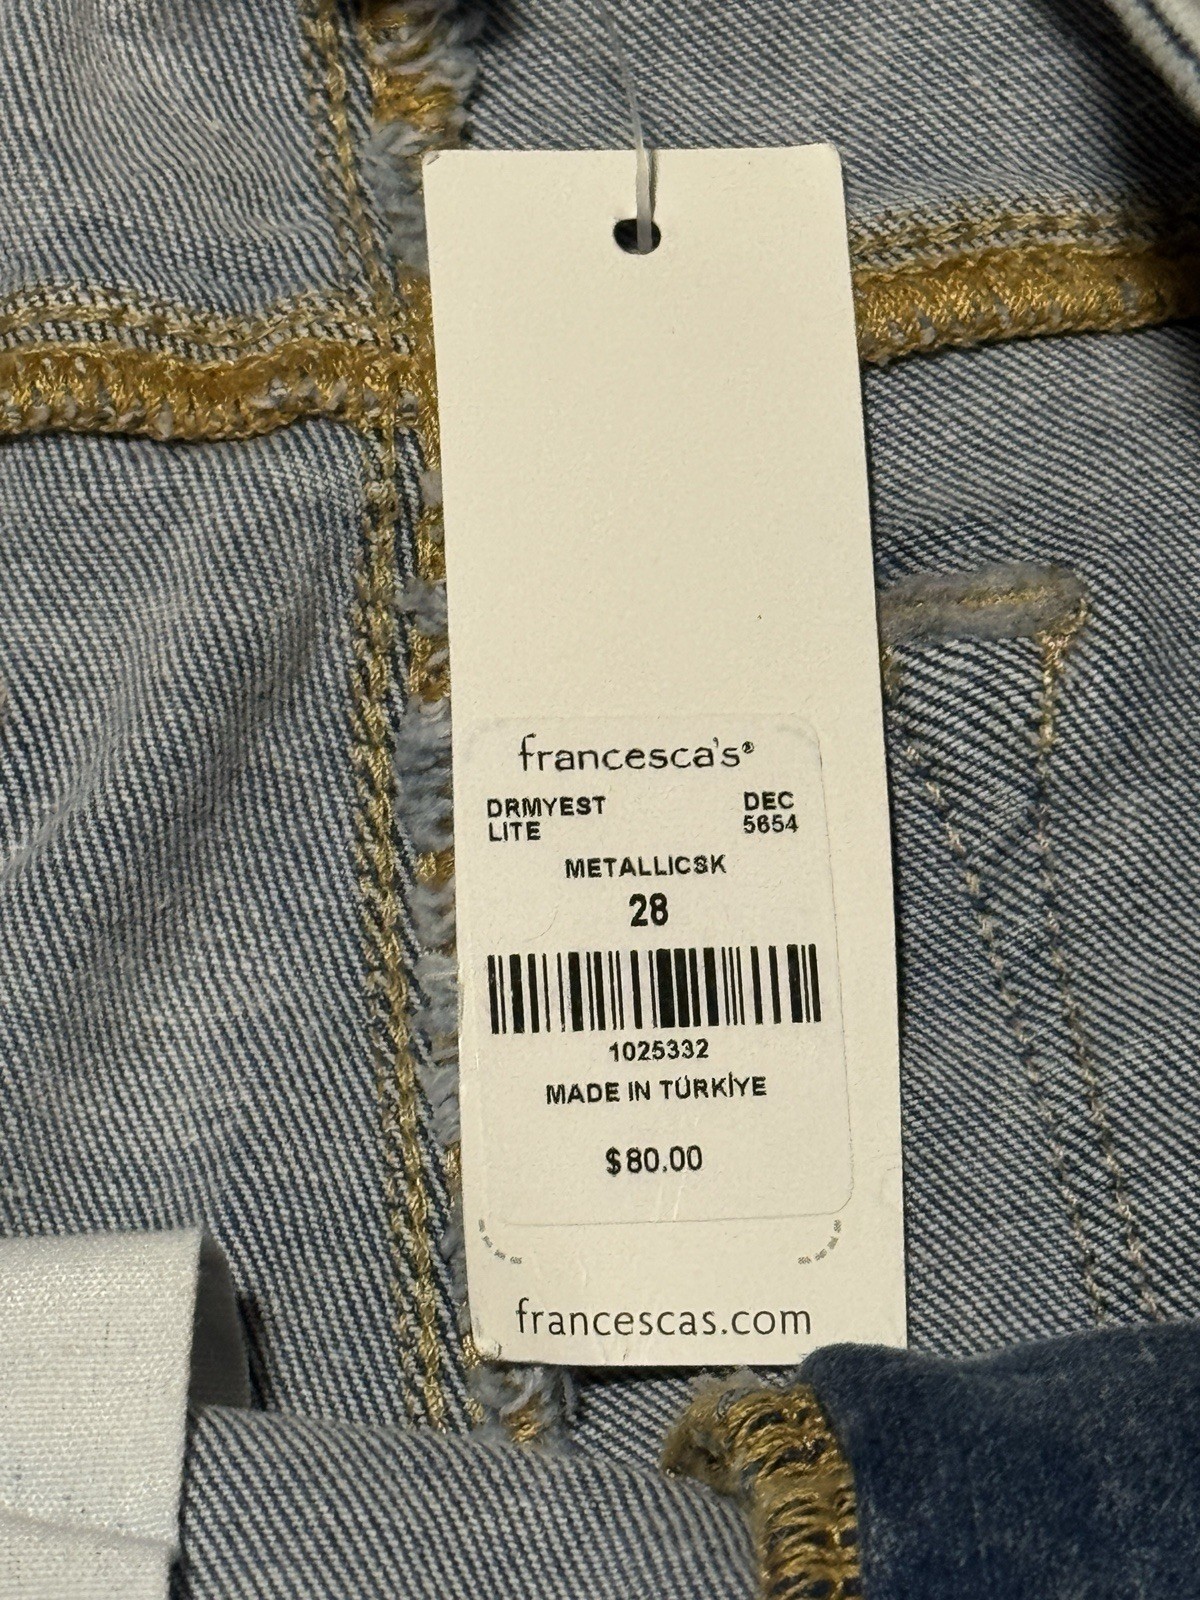 francesca's®
DRMYEST DEC
LITE 5654
METALLICSK
28
1025332
MADE IN TÜRKİYE
$80.00
francescas.com